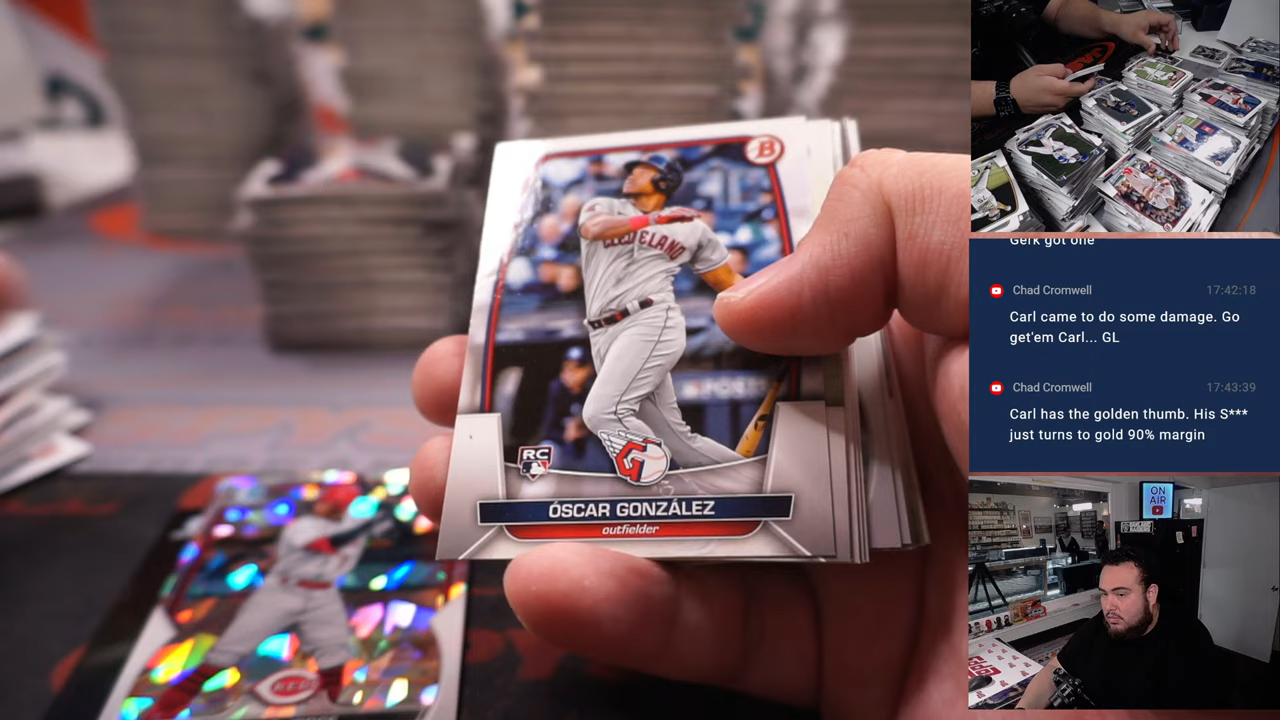 B
CLEVELAND
RC
ÓSCAR GONZÁLEZ
outfielder
REDS
Gerk got one
Chad Cromwell 17:42:18
Carl came to do some damage. Go
get'em Carl... GL
Chad Cromwell 17:43:39
Carl has the golden thumb. His S***
just turns to gold 90% margin
ON
AIR